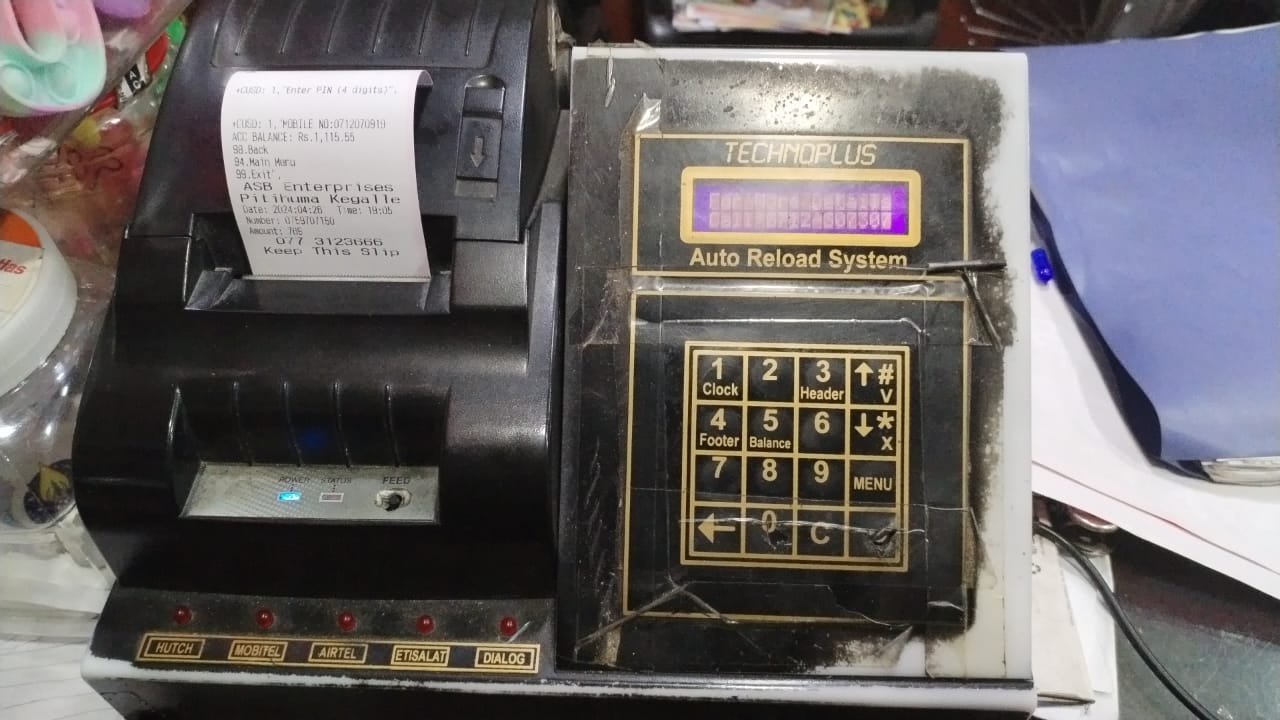 +CUSD: 1,"Enter PIN (4 digits)",
+CUSD: 1,"MOBILE NO:0712070919
ACC BALANCE: Rs.1,115.55
98.Back
94.Main Menu
99.Exit",
ASB Enterprises
Pitihuma Kegalle
Date: 2024:04:26 Time: 19:05
Amount: 765
077 3123666
Keep This Slip
POWER STATUS FEED
HUTCH MOBITEL AIRTEL ETISALAT DIALOG
TECHNOPLUS
Auto Reload System
1 2 3 ↑#
Clock Header V
4 5 6 ↓*
Footer Balance X
7 8 9 MENU
← 0 C